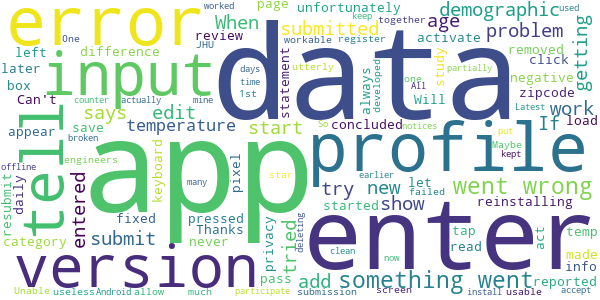 error
data
app
enter
profile
input
version
tell
something went
went wrong
When
submitted
age
demographic
problem
unfortunately
page
worked
keep
together
used
One
left
difference
review
JHU
workable
register
activate
removed
click
getting
later
box
says
edit
days
time
1st
utterly
statement
always
developed
study
one
All
partially
negative
zipcode
Can't
counter
actually
mine
Will
appear
save
temperature
start
concluded
If
work
load
broken
So
Latest
notices
put
Maybe
kept
offline
engineers
keyboard
pixel
many
star
try
new
let
earlier
failed
reinstalling
resubmit
daily
entered
fixed
pressed
Thanks
never
category
submit
privacy
tried
deleting
started
show
tap
read
act
temp
made
info
reported
clean
now
add
pass
Unable
useless
Android
allow
much
participate
submission
screen
install
usable
accept